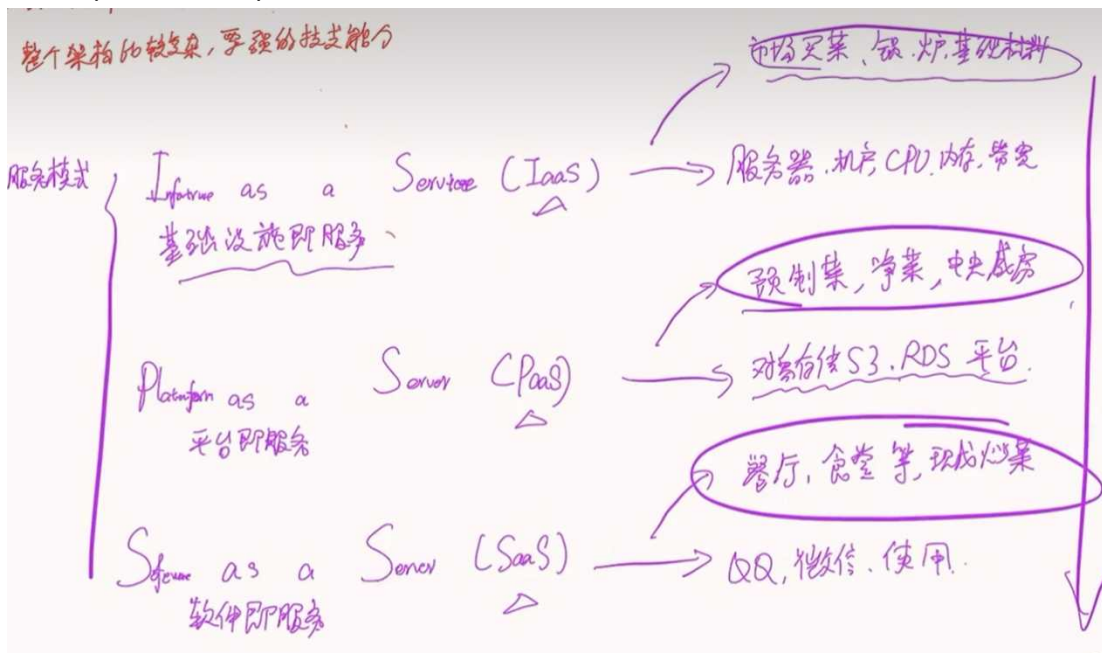 整个架构比较复杂,要强的技术能力
服务模式
Infrastrue as a Service (IaaS)
基础设施即服务
市场买菜、锅、炉、基础材料
服务器、机房、CPU、内存、带宽
Platform as a Server (PaaS)
平台即服务
预制菜,净菜,中央厨房
对象存储S3、RDS 平台.
Software as a Server (SaaS)
软件即服务
餐厅、食堂 等,现成炒菜
QQ,微信、使用.